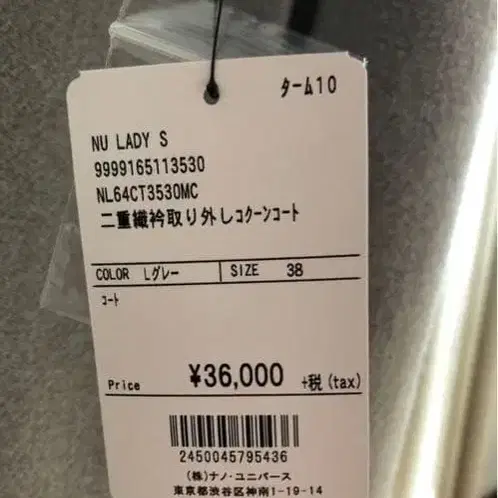 ターム10
NU LADY S
9999165113530
NL64CT3530MC
二重織衿取り外しコクーンコート
COLOR Lグレー SIZE 38
コート
Price ¥36,000 +税(tax)
2450045795436
(株)ナノ・ユニバース
東京都渋谷区神南1-19-14